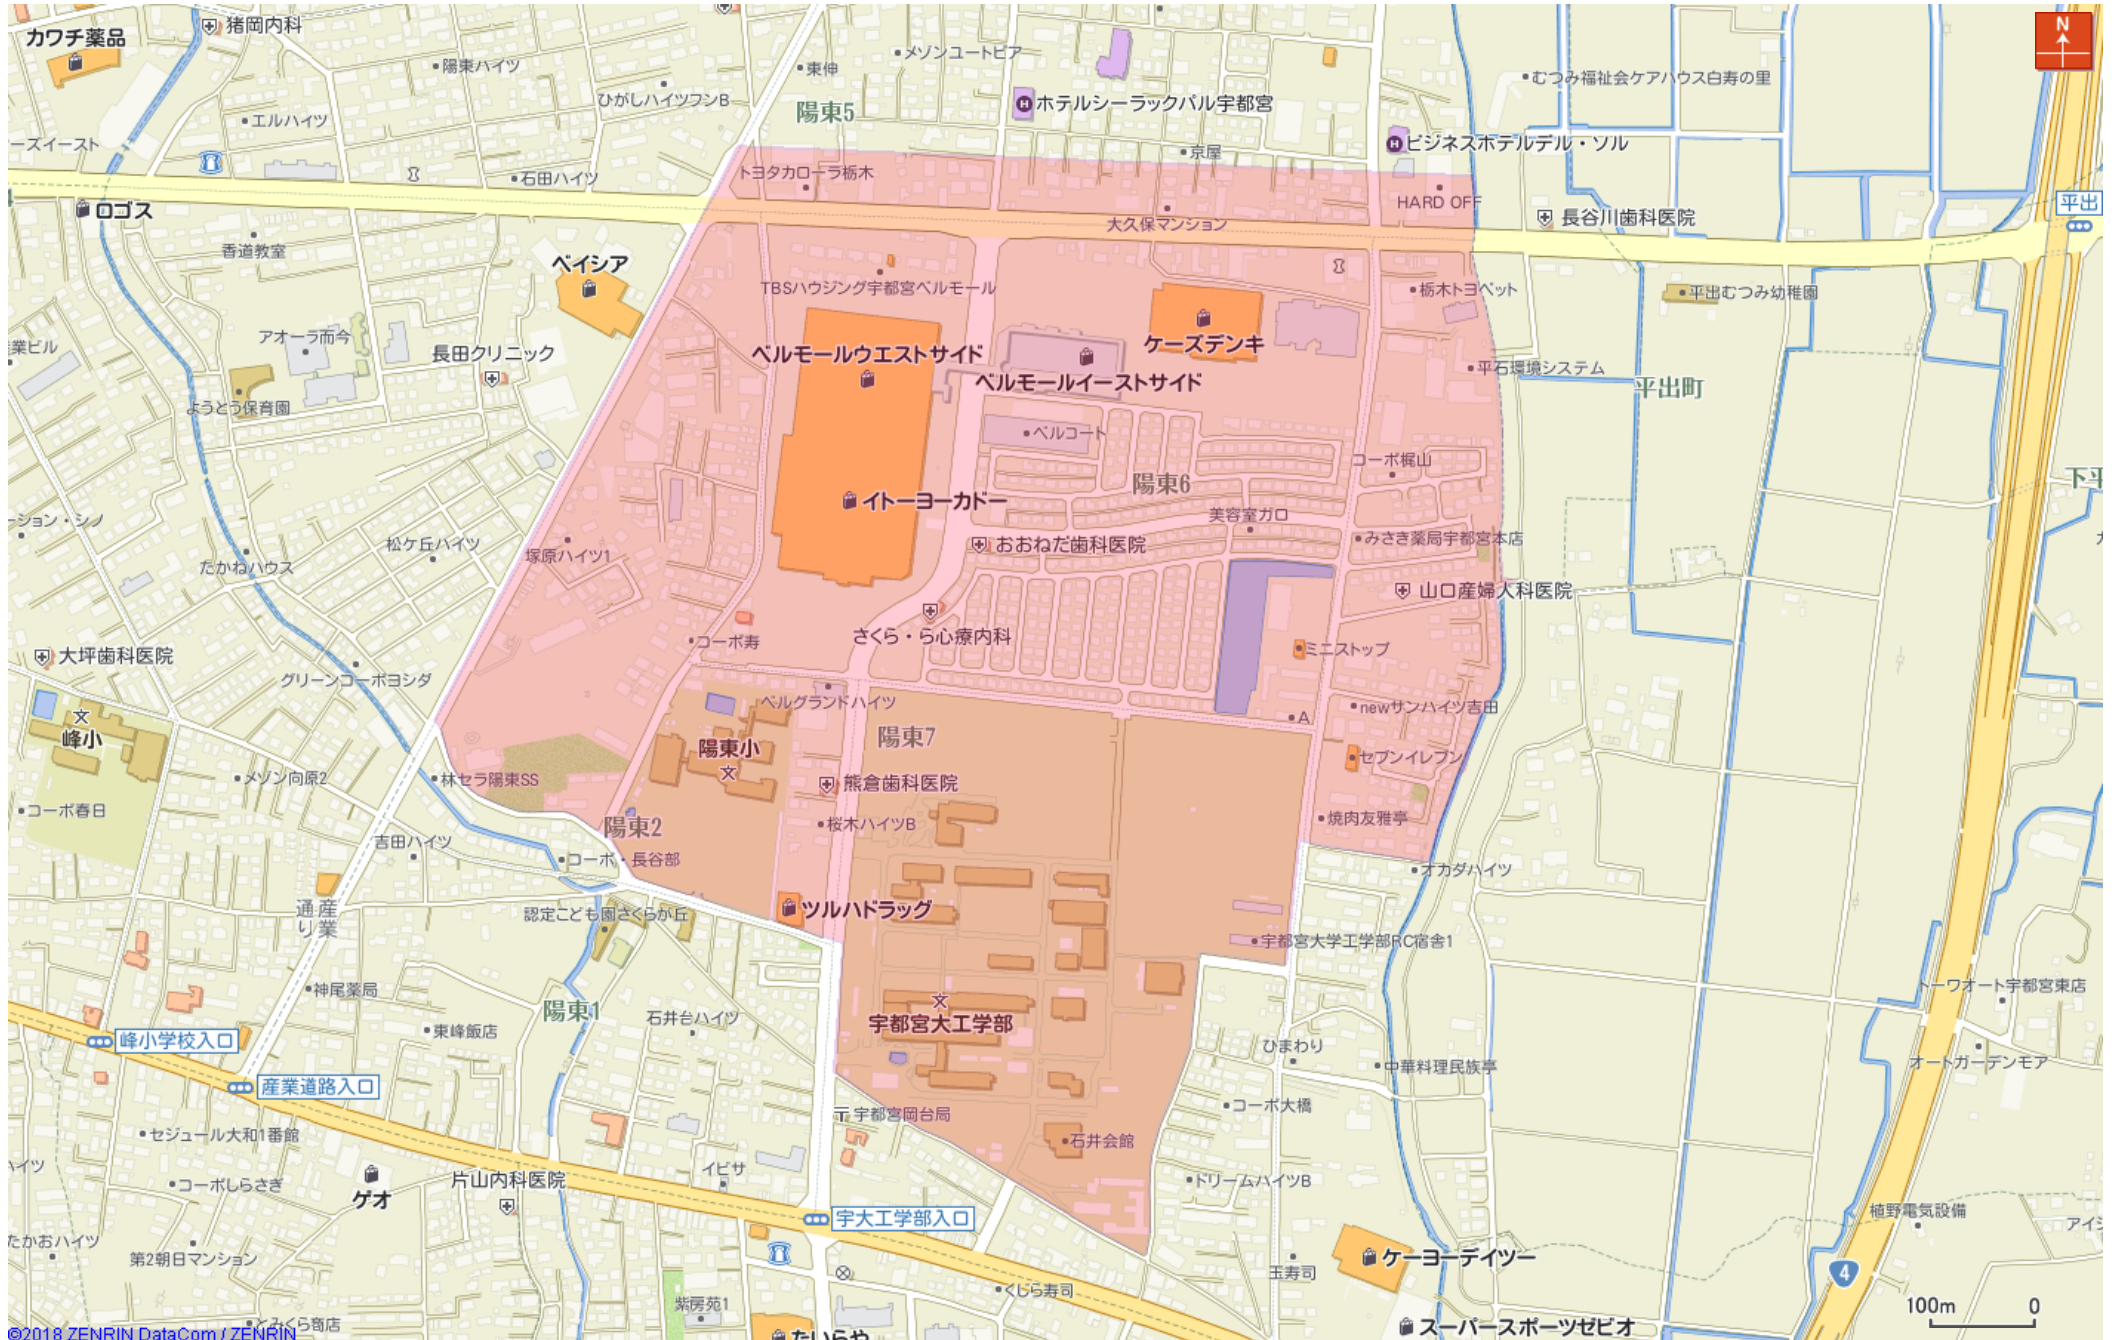 猪岡内科
カワチ薬品
陽東ハイツ
東伸
メゾンユートピア
N
むつみ福祉会ケアハウス白寿の里
ひがしハイツフンB
陽東5
ホテルシーラックパル宇都宮
エルハイツ
ーズイースト
京屋
ビジネスホテルデル・ソル
石田ハイツ
トヨタカローラ栃木
HARD OFF
平出
ロゴス
大久保マンション
長谷川歯科医院
香道教室
ベイシア
TBSハウジング宇都宮ベルモール
栃木トヨペット
平出むつみ幼稚園
アオーラ而今
業ビル
長田クリニック
ベルモールウエストサイド
ケーズデンキ
ベルモールイーストサイド
平石環境システム
平出町
ようとう保育園
ベルコート
コーポ梶山
陽東6
下平
イトーヨーカドー
美容室ガロ
ーション・シノ
松ケ丘ハイツ
塚原ハイツ1
おおねだ歯科医院
みさき薬局宇都宮本店
たかねハウス
山口産婦人科医院
さくら・ら心療内科
コーポ寿
ミニストップ
大坪歯科医院
グリーンコーポヨシダ
ベルグランドハイツ
newサンハイツ吉田
A
峰小
陽東7
陽東小
セブンイレブン
メゾン向原2
林セラ陽東SS
熊倉歯科医院
コーポ春日
陽東2
桜木ハイツB
焼肉友雅亭
吉田ハイツ
コーポ・長谷部
オカダハイツ
産業通り
認定こども園さくらが丘
ツルハドラッグ
宇都宮大学工学部RC宿舎1
神尾薬局
トーワオート宇都宮東店
陽東1
石井台ハイツ
宇都宮大工学部
東峰飯店
峰小学校入口
ひまわり
中華料理民族亭
オートガーデンモア
産業道路入口
宇都宮岡台局
コーポ大橋
セジュール大和1番館
石井会館
ハイツ
イビサ
片山内科医院
ドリームハイツB
コーポしらさぎ
ゲオ
宇大工学部入口
植野電気設備
アイシ
たかおハイツ
第2朝日マンション
ケーヨーデイツー
玉寿司
4
くしら寿司
紫房苑1
100m 0
とみくら商店
たいらや
スーパースポーツゼビオ
©2018 ZENRIN DataCom / ZENRIN